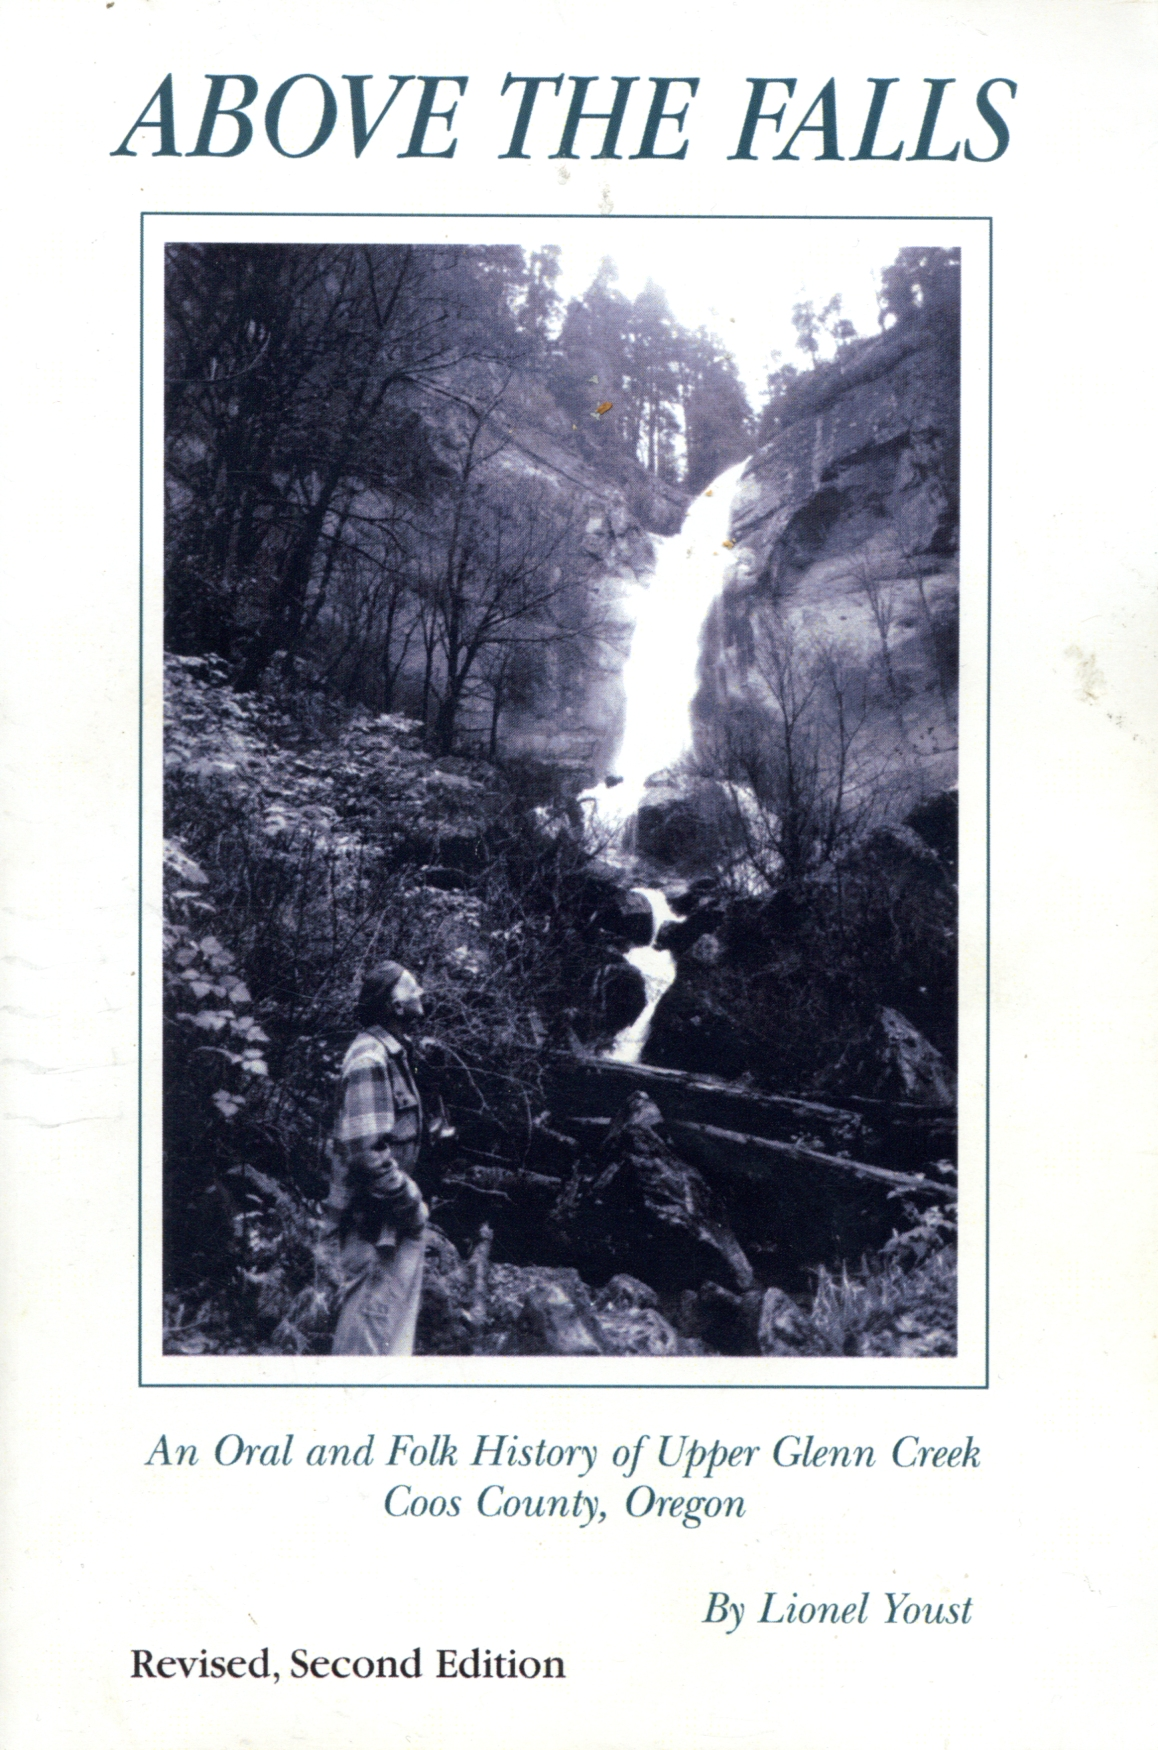 ABOVE THE FALLS
An Oral and Folk History of Upper Glenn Creek
Coos County, Oregon
By Lionel Youst
Revised, Second Edition